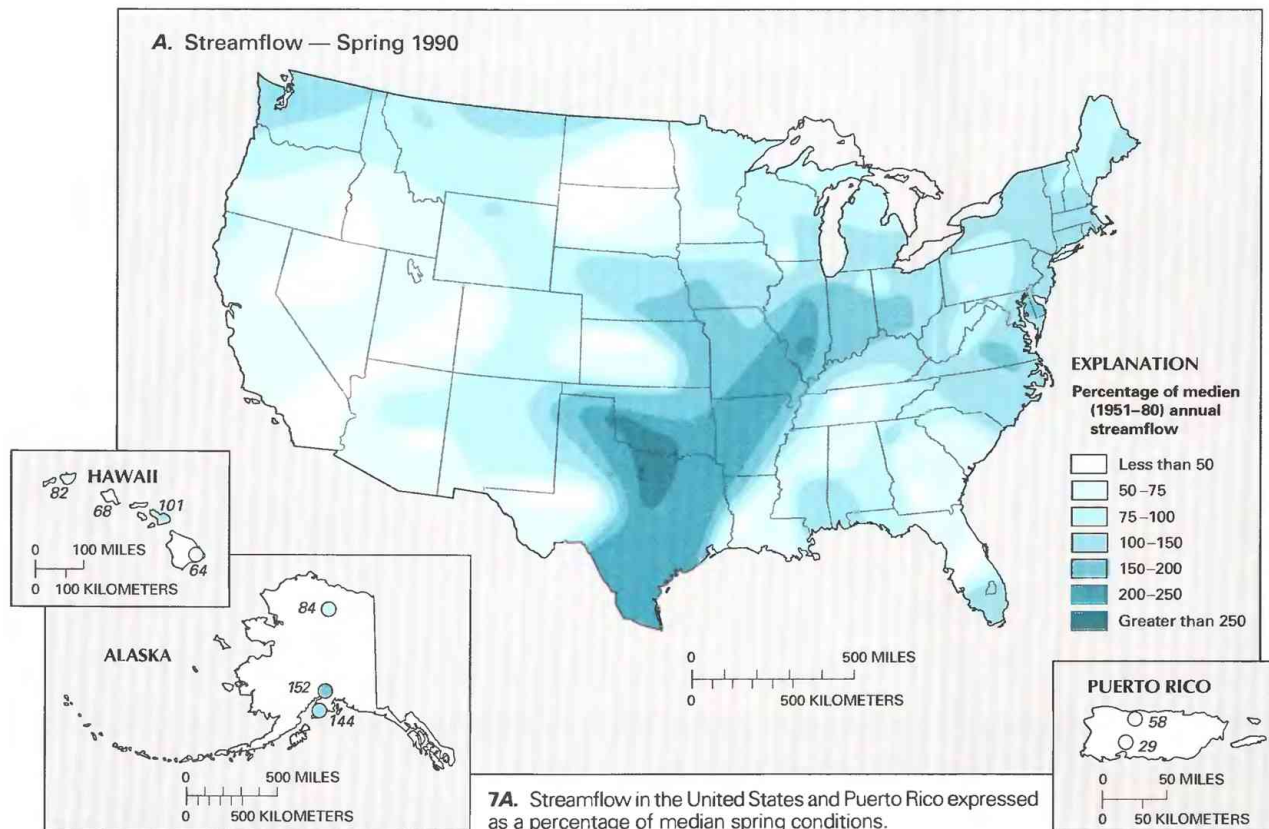 A. Streamflow — Spring 1990
EXPLANATION
Percentage of medien
(1951–80) annual
streamflow
Less than 50
50–75
75–100
100–150
150–200
200–250
Greater than 250
HAWAII
82
68
101
64
0 100 MILES
0 100 KILOMETERS
ALASKA
84
152
144
0 500 MILES
0 500 KILOMETERS
0 500 MILES
0 500 KILOMETERS
PUERTO RICO
58
29
0 50 MILES
0 50 KILOMETERS
7A. Streamflow in the United States and Puerto Rico expressed
as a percentage of median spring conditions.